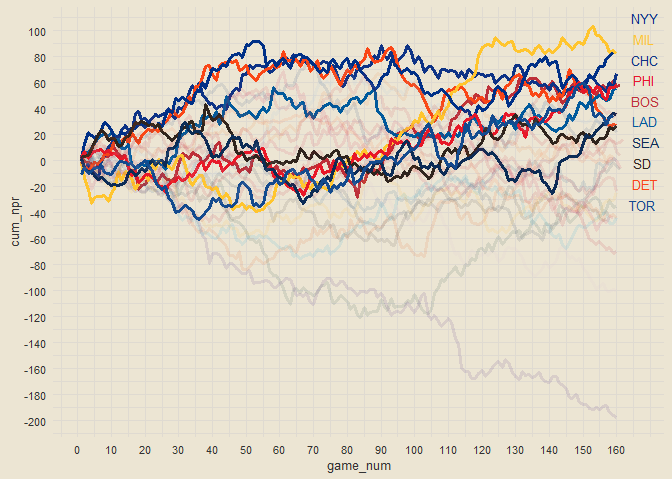 NYY
MIL
CHC
PHI
BOS
LAD
SEA
SD
DET
TOR
100
80
60
40
20
0
-20
-40
-60
-80
-100
-120
-140
-160
-180
-200
cum_npr
0 10 20 30 40 50 60 70 80 90 100 110 120 130 140 150 160
game_num